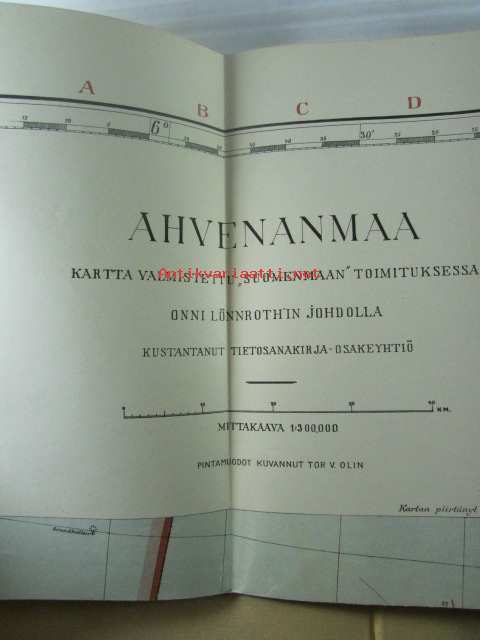 A B C D
6° 30'
AHVENANMAA
KARTTA VALMISTETTU „SUOMENMAAN" TOIMITUKSESSA
Antikvariaatti.net
ONNI LÖNNROTH'IN JOHDOLLA
KUSTANTANUT TIETOSANAKIRJA-OSAKEYHTIÖ
KM.
MITTAKAAVA 1:300,000
PINTAMUODOT KUVANNUT TOR V. OLIN
Kartan piirtänyt